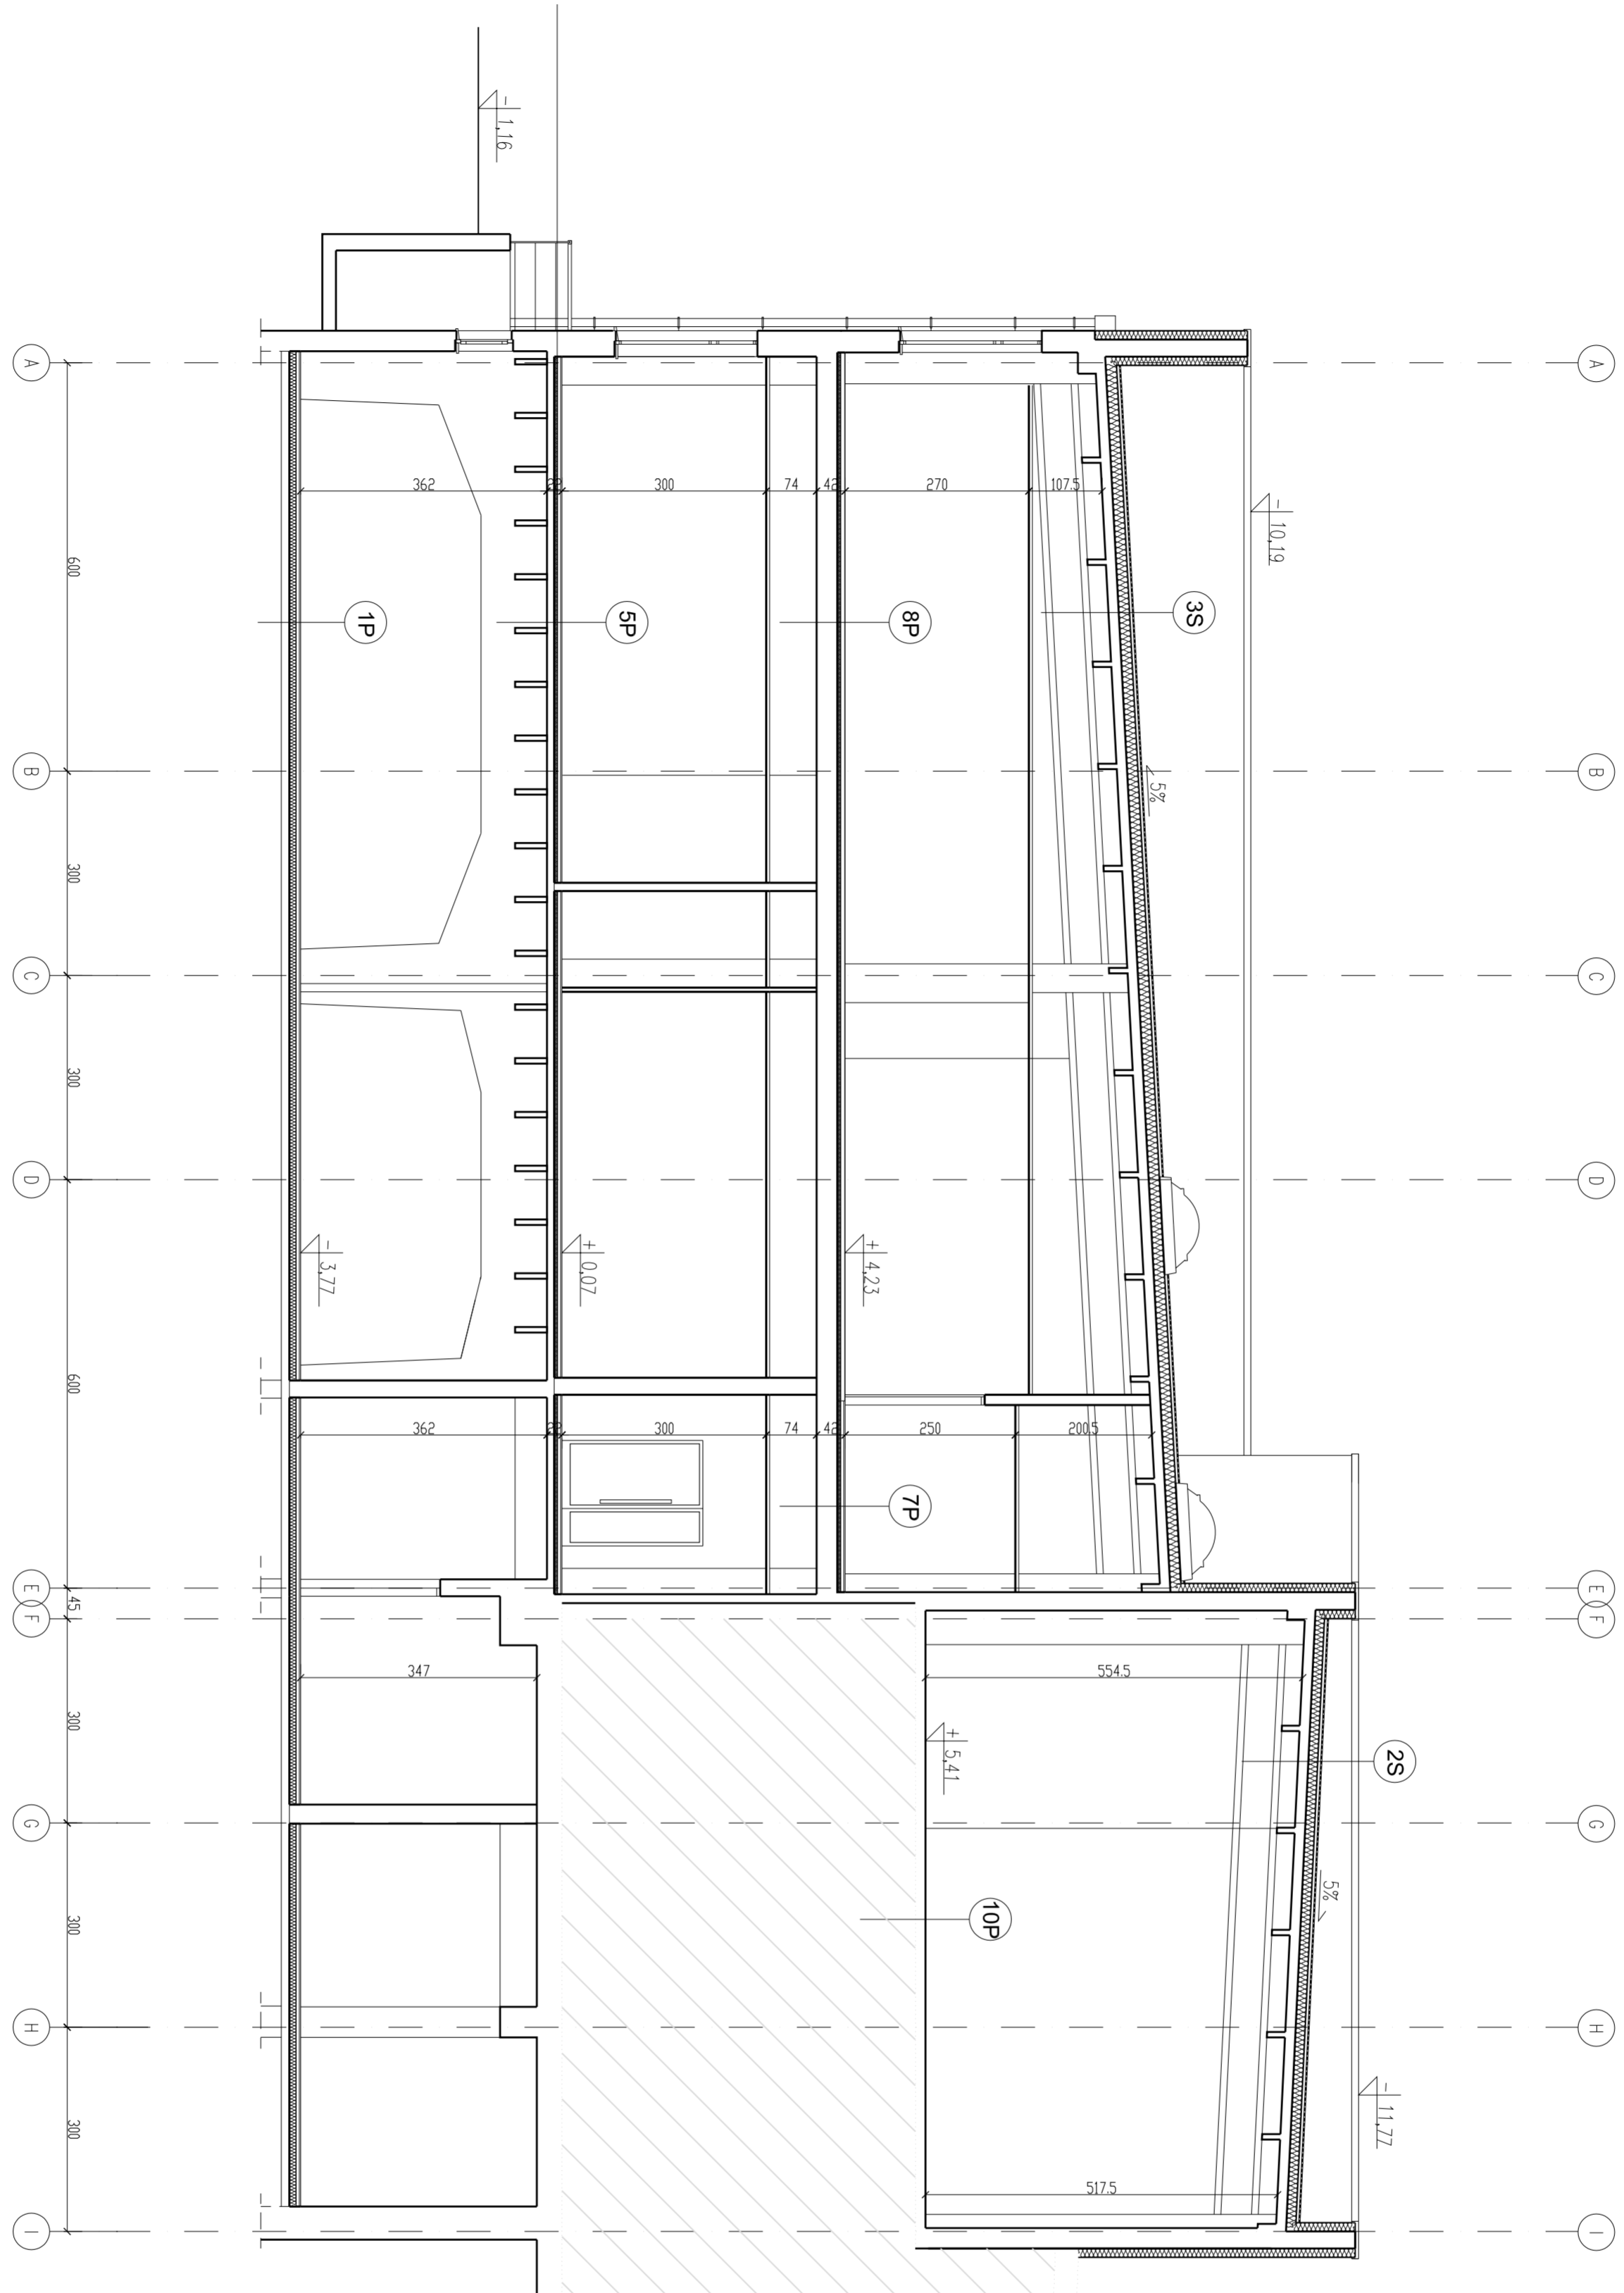 - 1,16
A
A
362
22
300
74
42
270
107.5
- 10,19
600
1P
5P
8P
3S
B
B
5%
300
C
C
300
D
D
- 3,77
+ 0,07
+ 4,23
600
362
22
300
74
42
250
200.5
7P
E
E
45
F
F
347
554.5
300
+ 5,41
2S
G
G
5%
300
10P
H
H
- 11,77
300
517.5
I
I